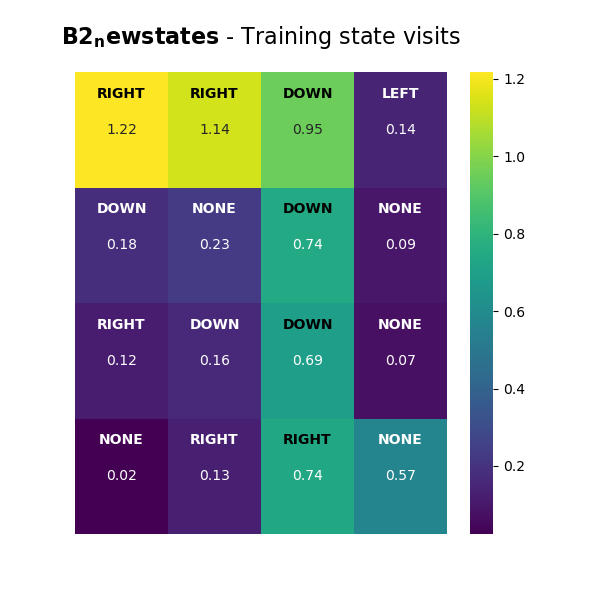 B2ₙewstates - Training state visits
RIGHT RIGHT DOWN LEFT
1.22 1.14 0.95 0.14
DOWN NONE DOWN NONE
0.18 0.23 0.74 0.09
RIGHT DOWN DOWN NONE
0.12 0.16 0.69 0.07
NONE RIGHT RIGHT NONE
0.02 0.13 0.74 0.57
1.2
1.0
0.8
0.6
0.4
0.2